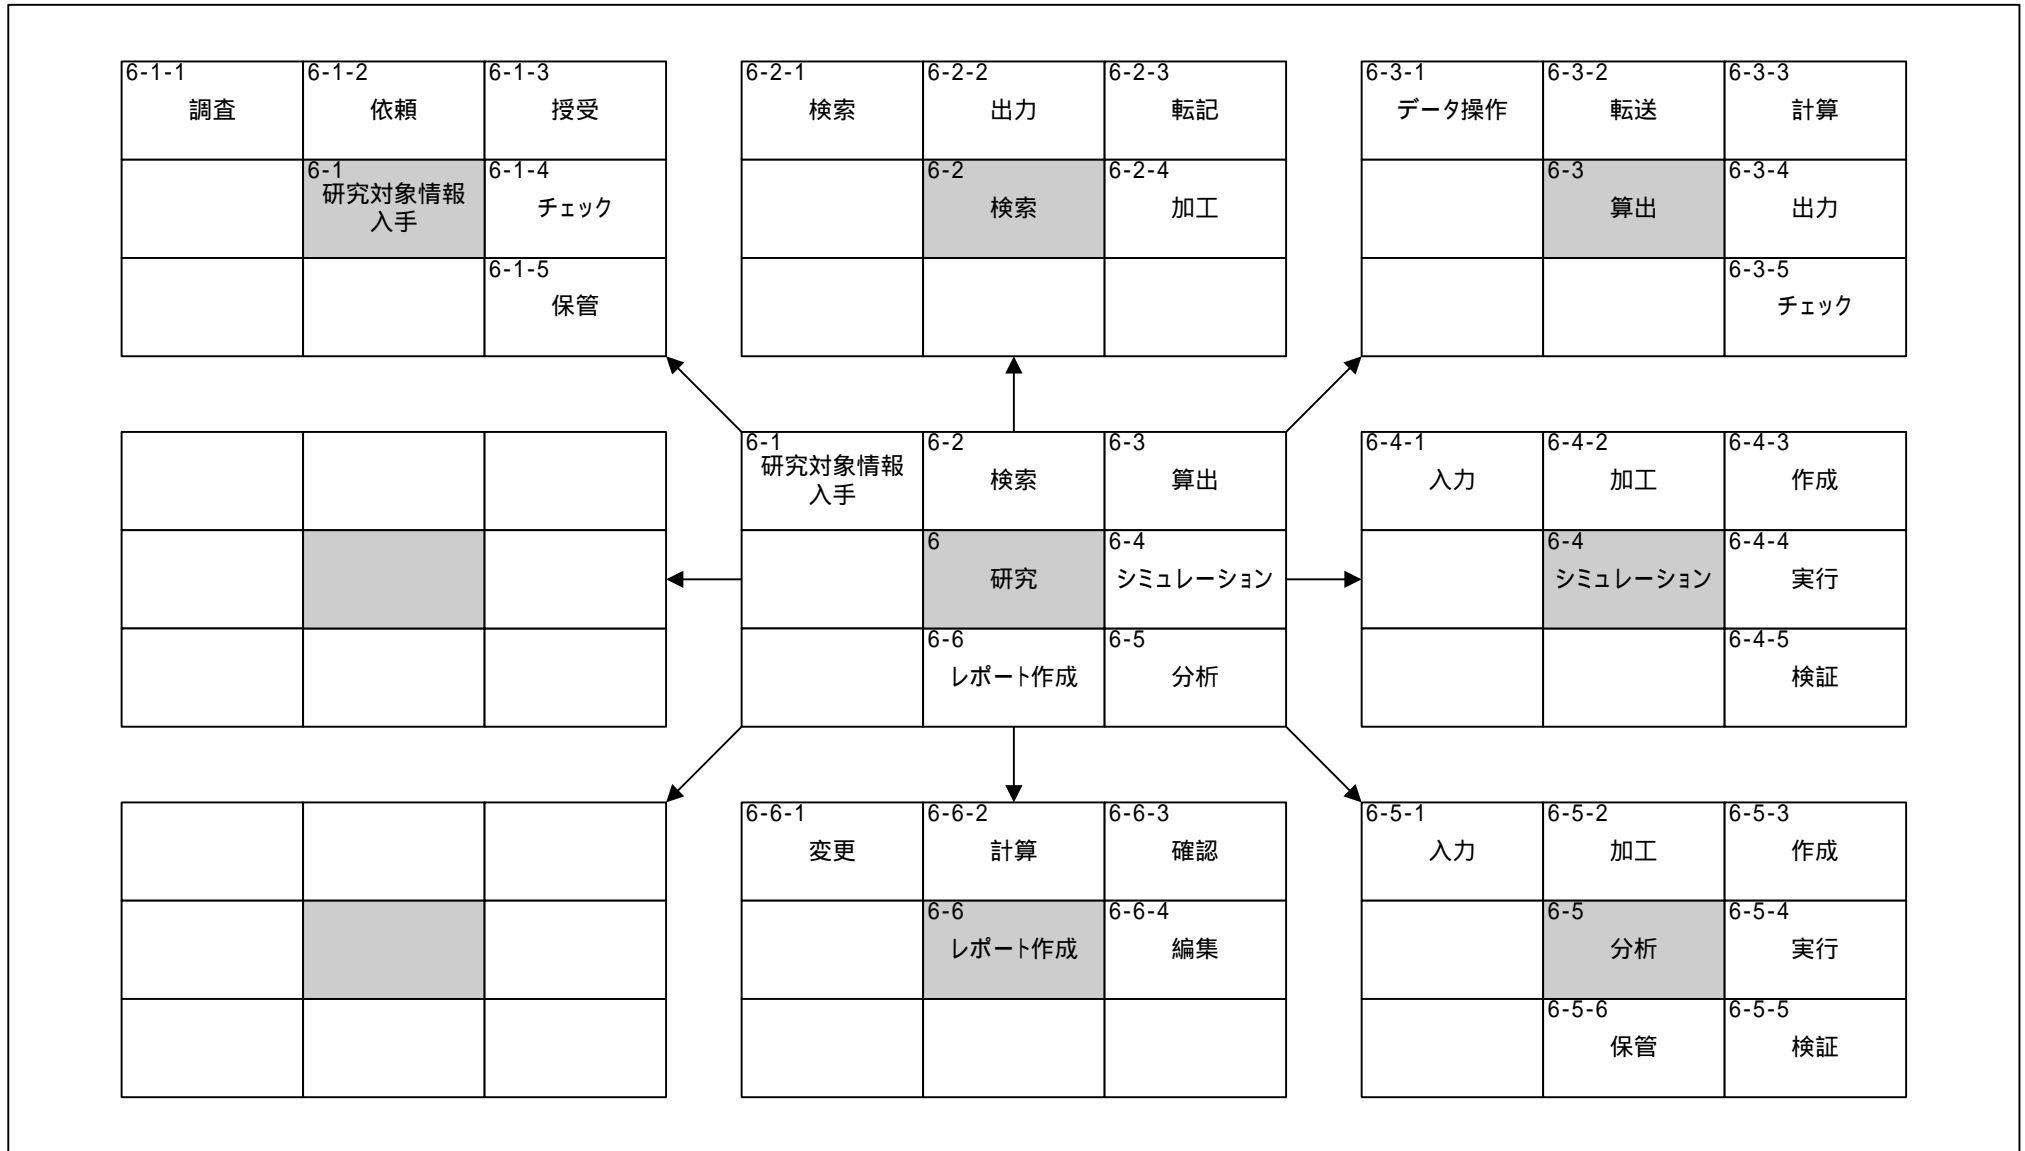 6-1-1
調査
6-1-2
依頼
6-1-3
授受
6-1
研究対象情報
入手
6-1-4
チェック
6-1-5
保管
6-2-1
検索
6-2-2
出力
6-2-3
転記
6-2
検索
6-2-4
加工
6-3-1
データ操作
6-3-2
転送
6-3-3
計算
6-3
算出
6-3-4
出力
6-3-5
チェック
6-1
研究対象情報
入手
6-2
検索
6-3
算出
6
研究
6-4
シミュレーション
6-6
レポート作成
6-5
分析
6-4-1
入力
6-4-2
加工
6-4-3
作成
6-4
シミュレーション
6-4-4
実行
6-4-5
検証
6-6-1
変更
6-6-2
計算
6-6-3
確認
6-6
レポート作成
6-6-4
編集
6-5-1
入力
6-5-2
加工
6-5-3
作成
6-5
分析
6-5-4
実行
6-5-6
保管
6-5-5
検証